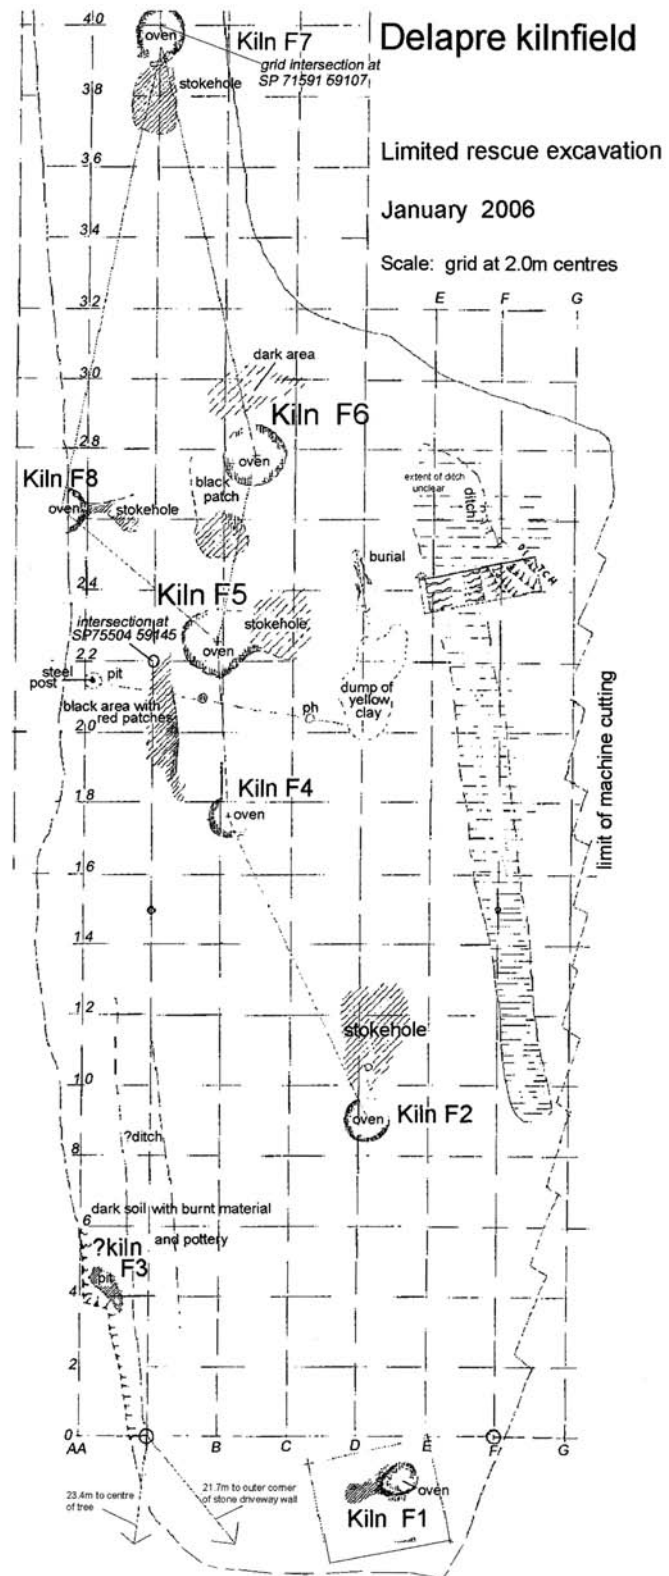 Delapre kilnfield
Limited rescue excavation
January 2006
Scale: grid at 2.0m centres
40
oven
Kiln F7
grid intersection at
SP 71591 69107
stokehole
38
36
34
32
E F G
30
dark area
Kiln F6
28
oven
Kiln F8
black
patch
extent of ditch
unclear
ditch
oven
stokehole
burial
DITCH
24
Kiln F5
intersection at
SP75504 59145
stokehole
oven
22
steel
post
pit
dump of
yellow
clay
black area with
red patches
ph
20
limit of machine cutting
18
Kiln F4
oven
16
14
12
stokehole
10
Kiln F2
oven
?ditch
8
dark soil with burnt material
and pottery
6
?kiln
F3
pit
4
2
0
AA B C D E F G
23.4m to centre
of tree
21.7m to outer corner
of stone driveway wall
oven
Kiln F1